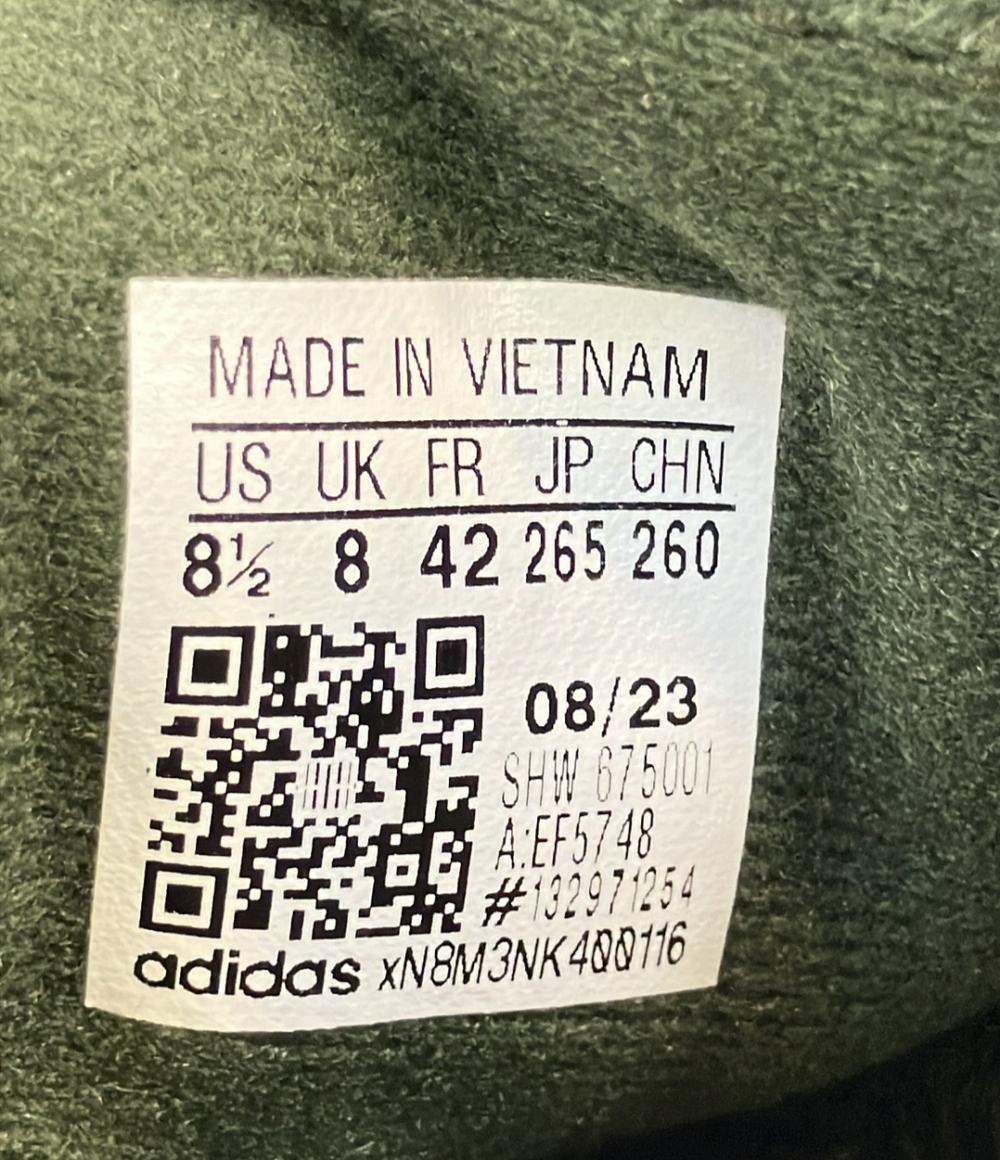 MADE IN VIETNAM
US UK FR JP CHN
8½ 8 42 265 260
08/23
SHW 675001
A:EF5748
#132971254
adidas xN8M3NK400116